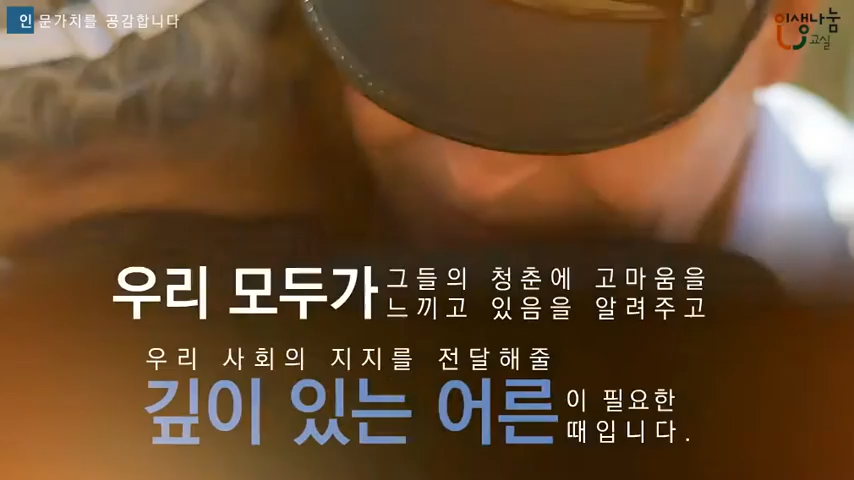 인문가치를 공감합니다
인생나눔
교실
우리 모두가 그들의 청춘에 고마움을
느끼고 있음을 알려주고
우리 사회의 지지를 전달해줄
깊이 있는 어른이 필요한
때입니다.